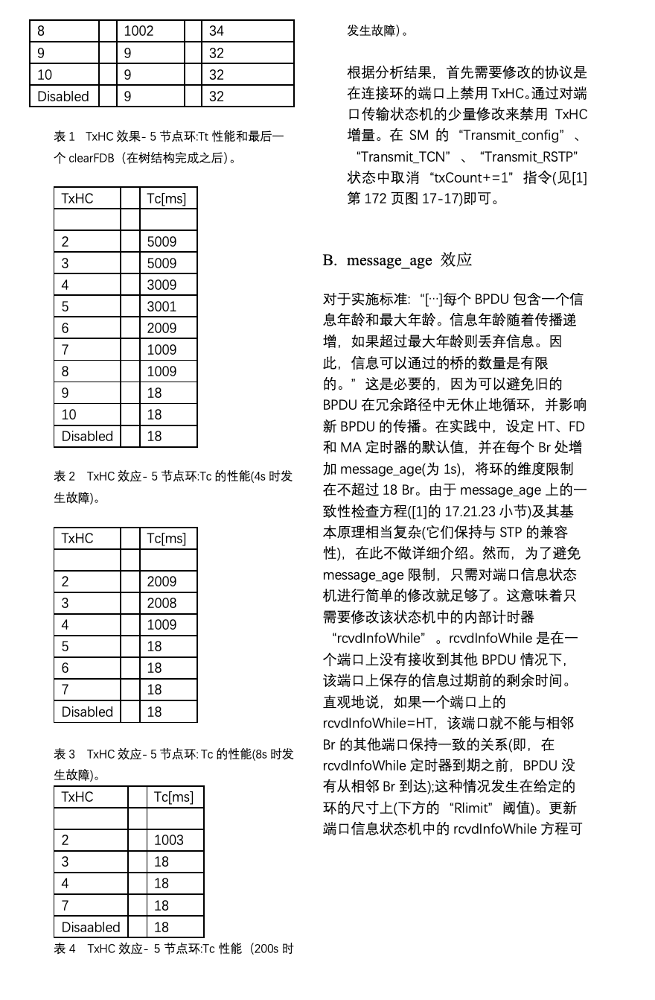 8 1002 34
9 9 32
10 9 32
Disabled 9 32
表 1 TxHC 效果- 5 节点环:Tt 性能和最后一
个 clearFDB（在树结构完成之后）。
TxHC Tc[ms]
2 5009
3 5009
4 3009
5 3001
6 2009
7 1009
8 1009
9 18
10 18
Disabled 18
表 2 TxHC 效应- 5 节点环:Tc 的性能(4s 时发
生故障)。
TxHC Tc[ms]
2 2009
3 2008
4 1009
5 18
6 18
7 18
Disabled 18
表 3 TxHC 效应- 5 节点环: Tc 的性能(8s 时发
生故障)。
TxHC Tc[ms]
2 1003
3 18
4 18
7 18
Disaabled 18
表 4 TxHC 效应- 5 节点环:Tc 性能（200s 时
发生故障）。
根据分析结果，首先需要修改的协议是
在连接环的端口上禁用 TxHC。通过对端
口传输状态机的少量修改来禁用 TxHC
增量。在 SM 的 “Transmit_config” 、
“Transmit_TCN” 、 “Transmit_RSTP”
状态中取消 “txCount+=1” 指令(见[1]
第 172 页图 17-17)即可。
B. message_age 效应
对于实施标准: “[…]每个 BPDU 包含一个信
息年龄和最大年龄。信息年龄随着传播递
增，如果超过最大年龄则丢弃信息。因
此，信息可以通过的桥的数量是有限
的。” 这是必要的，因为可以避免旧的
BPDU 在冗余路径中无休止地循环，并影响
新 BPDU 的传播。在实践中，设定 HT、FD
和 MA 定时器的默认值，并在每个 Br 处增
加 message_age(为 1s)，将环的维度限制
在不超过 18 Br。由于 message_age 上的一
致性检查方程([1]的 17.21.23 小节)及其基
本原理相当复杂(它们保持与 STP 的兼容
性)，在此不做详细介绍。然而，为了避免
message_age 限制，只需对端口信息状态
机进行简单的修改就足够了。这意味着只
需要修改该状态机中的内部计时器
“rcvdInfoWhile” 。rcvdInfoWhile 是在一
个端口上没有接收到其他 BPDU 情况下，
该端口上保存的信息过期前的剩余时间。
直观地说，如果一个端口上的
rcvdInfoWhile=HT，该端口就不能与相邻
Br 的其他端口保持一致的关系(即，在
rcvdInfoWhile 定时器到期之前，BPDU 没
有从相邻 Br 到达);这种情况发生在给定的
环的尺寸上(下方的 “Rlimit” 阈值)。更新
端口信息状态机中的 rcvdInfoWhile 方程可